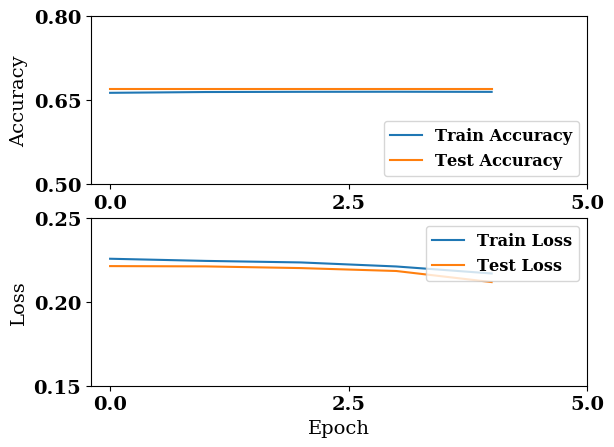 0.80
0.65
0.50
Accuracy
Train Accuracy
Test Accuracy
0.0 2.5 5.0
0.25
0.20
0.15
Loss
Train Loss
Test Loss
0.0 2.5 5.0
Epoch